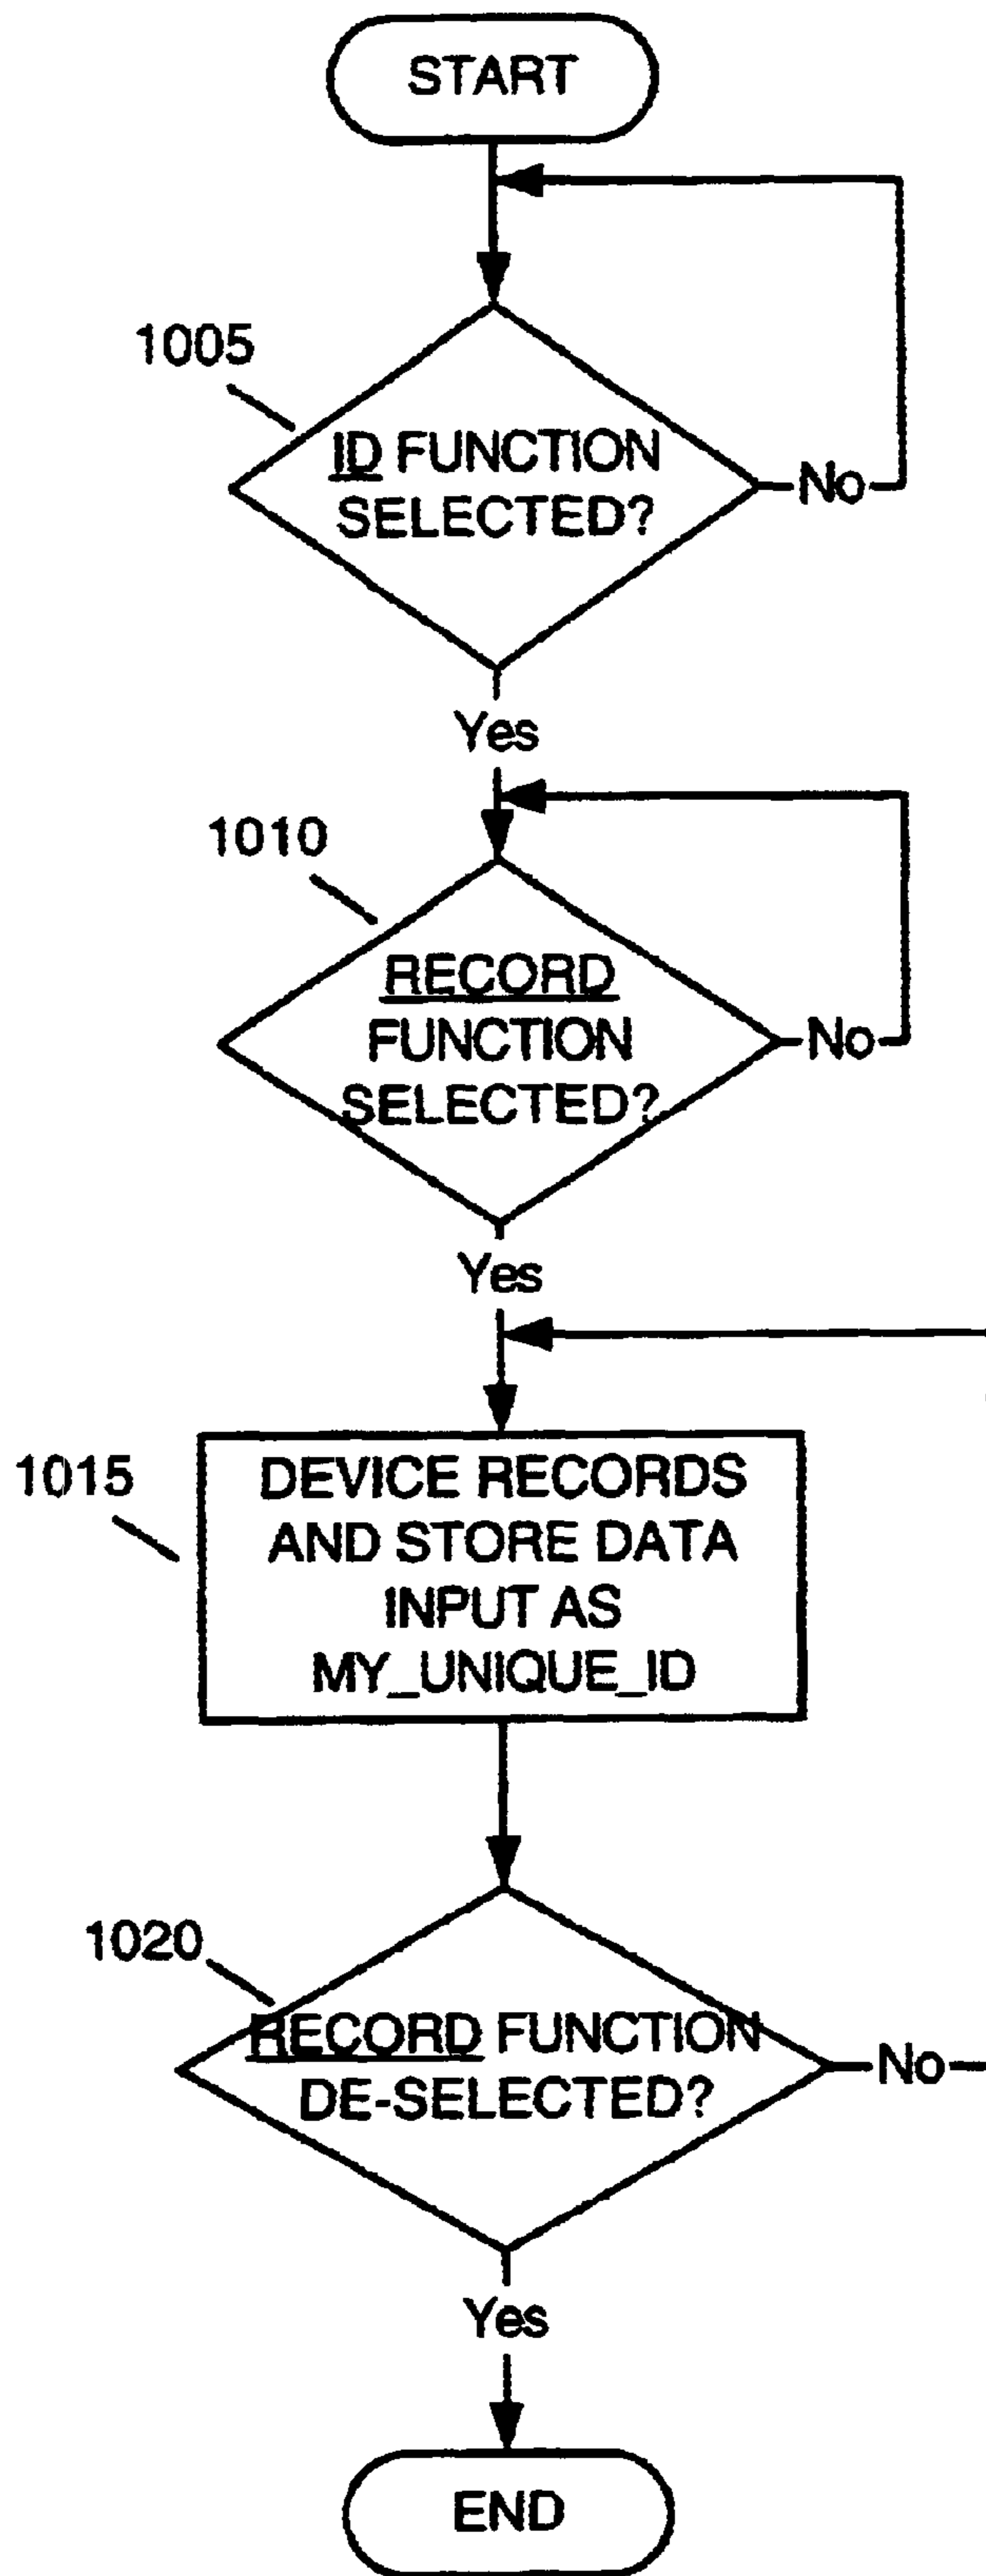 START
1005
ID FUNCTION
SELECTED?
No
Yes
1010
RECORD
FUNCTION
SELECTED?
No
Yes
1015
DEVICE RECORDS
AND STORE DATA
INPUT AS
MY_UNIQUE_ID
1020
RECORD FUNCTION
DE-SELECTED?
No
Yes
END